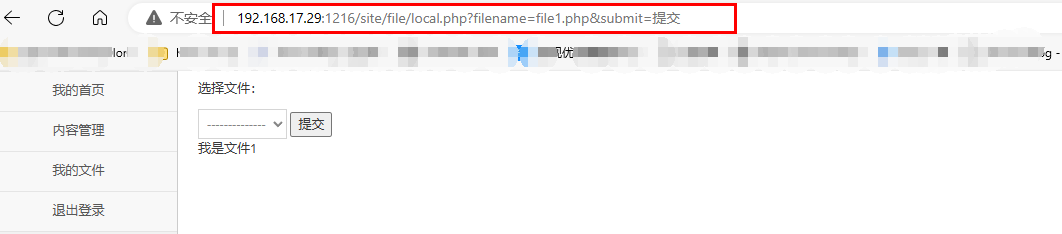 不安全 192.168.17.29:1216/site/file/local.php?filename=file1.php&submit=提交
我的首页
选择文件：
内容管理
-------------- 提交
我是文件1
我的文件
退出登录